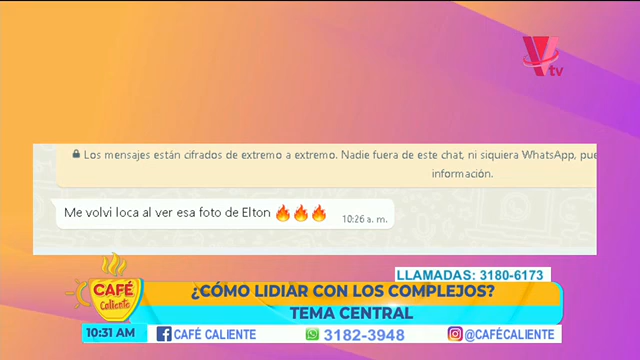 V
tv
Los mensajes están cifrados de extremo a extremo. Nadie fuera de este chat, ni siquiera WhatsApp, pue
información.
Me volvi loca al ver esa foto de Elton 🔥🔥🔥
10:26 a. m.
LLAMADAS: 3180-6173
CAFÉ
Caliente
¿CÓMO LIDIAR CON LOS COMPLEJOS?
TEMA CENTRAL
10:31 AM
CAFÉ CALIENTE
3182-3948
@CAFÉCALIENTE